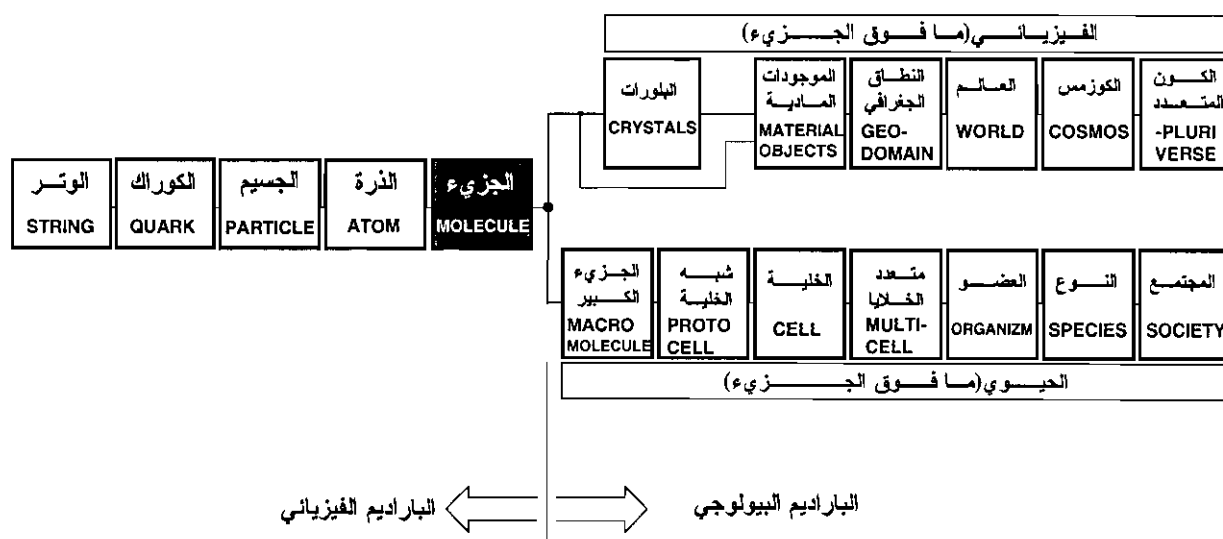 الفيزيائي(ما فوق الجزيء)
البلورات
CRYSTALS
الموجودات
المادية
MATERIAL
OBJECTS
النطاق
الجغرافي
GEO-
DOMAIN
العالم
WORLD
الكوزمس
COSMOS
الكون
المتعدد
-PLURI
VERSE
الوتر
STRING
الكوراك
QUARK
الجسيم
PARTICLE
الذرة
ATOM
الجزيء
MOLECULE
الجزيء
الكبير
MACRO
MOLECULE
شبه
الخلية
PROTO
CELL
الخلية
CELL
متعدد
الخلايا
MULTI-
CELL
العضو
ORGANIZM
النوع
SPECIES
المجتمع
SOCIETY
الحيوي(ما فوق الجزيء)
الباراديم الفيزيائي
الباراديم البيولوجي